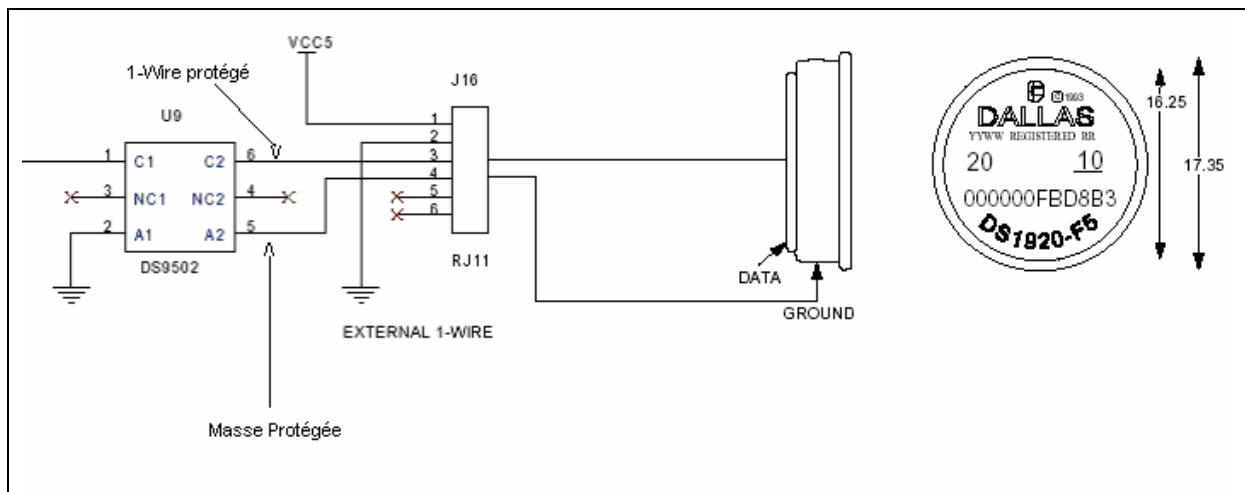 VCC5
1-Wire protégé
J16
U9
1
C1
C2
6
3
NC1
NC2
4
2
A1
A2
5
DS9502
1
2
3
4
5
6
RJ11
EXTERNAL 1-WIRE
Masse Protégée
DATA
GROUND
©1993
DALLAS
YYWW REGISTERED RR
20 10
000000FBD8B3
DS1920-F5
16.25
17.35